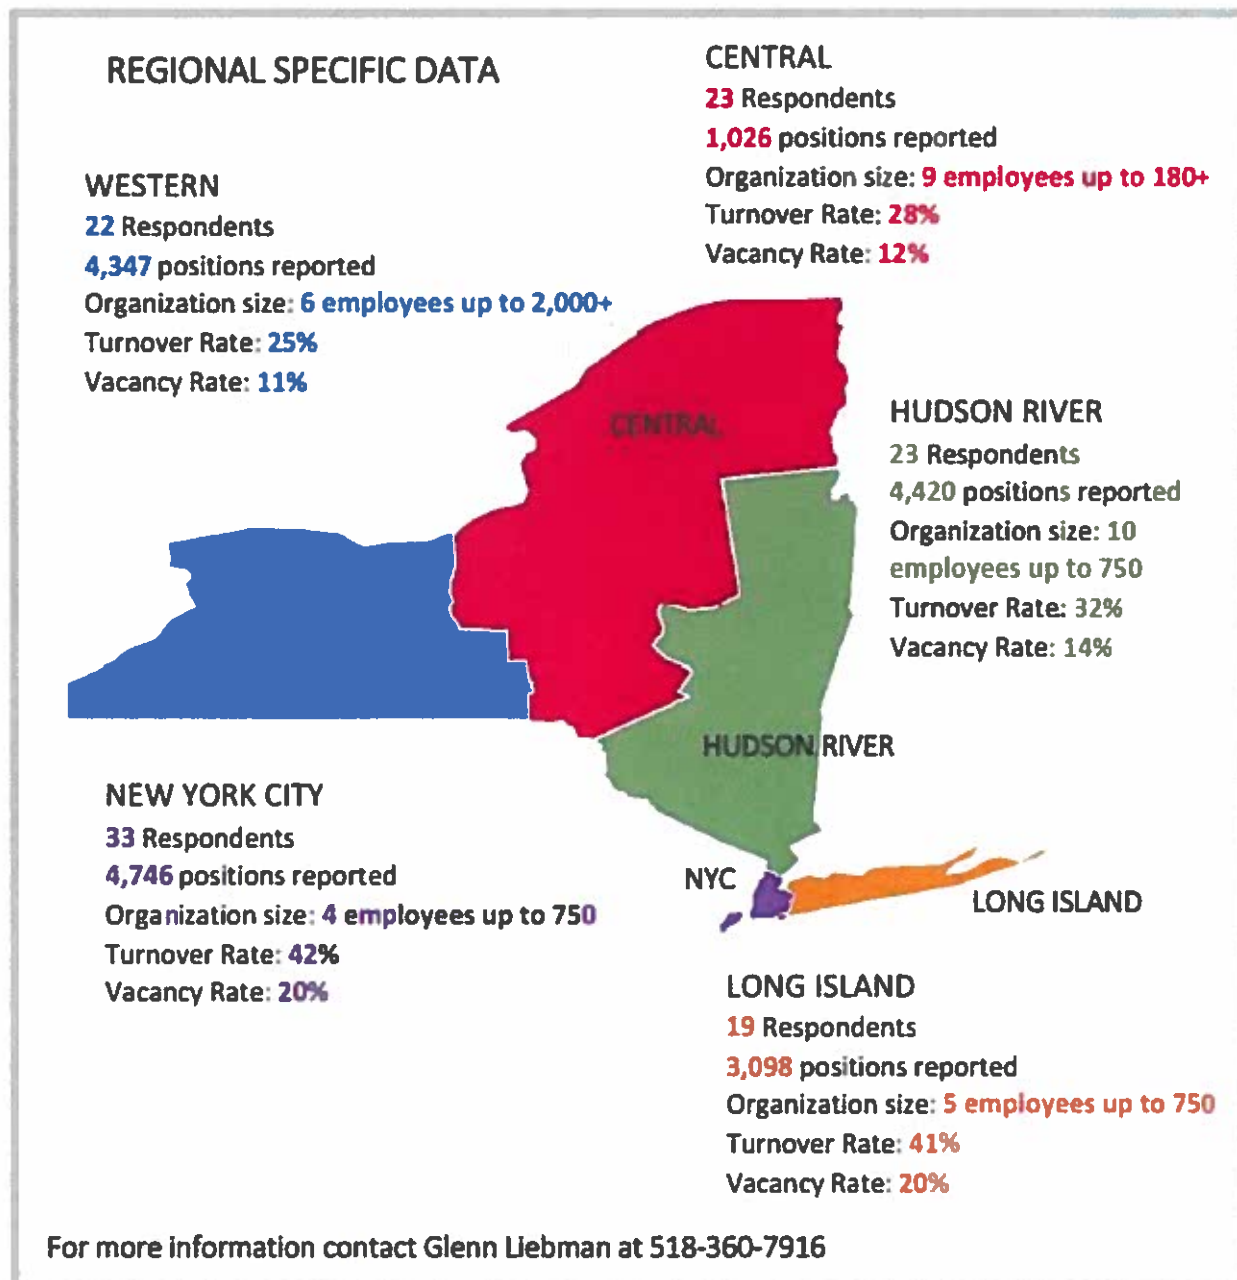 REGIONAL SPECIFIC DATA
CENTRAL
23 Respondents
1,026 positions reported
Organization size: 9 employees up to 180+
Turnover Rate: 28%
Vacancy Rate: 12%
WESTERN
22 Respondents
4,347 positions reported
Organization size: 6 employees up to 2,000+
Turnover Rate: 25%
Vacancy Rate: 11%
CENTRAL
HUDSON RIVER
23 Respondents
4,420 positions reported
Organization size: 10
employees up to 750
Turnover Rate: 32%
Vacancy Rate: 14%
HUDSON RIVER
NEW YORK CITY
33 Respondents
4,746 positions reported
Organization size: 4 employees up to 750
Turnover Rate: 42%
Vacancy Rate: 20%
NYC
LONG ISLAND
LONG ISLAND
19 Respondents
3,098 positions reported
Organization size: 5 employees up to 750
Turnover Rate: 41%
Vacancy Rate: 20%
For more information contact Glenn Liebman at 518-360-7916